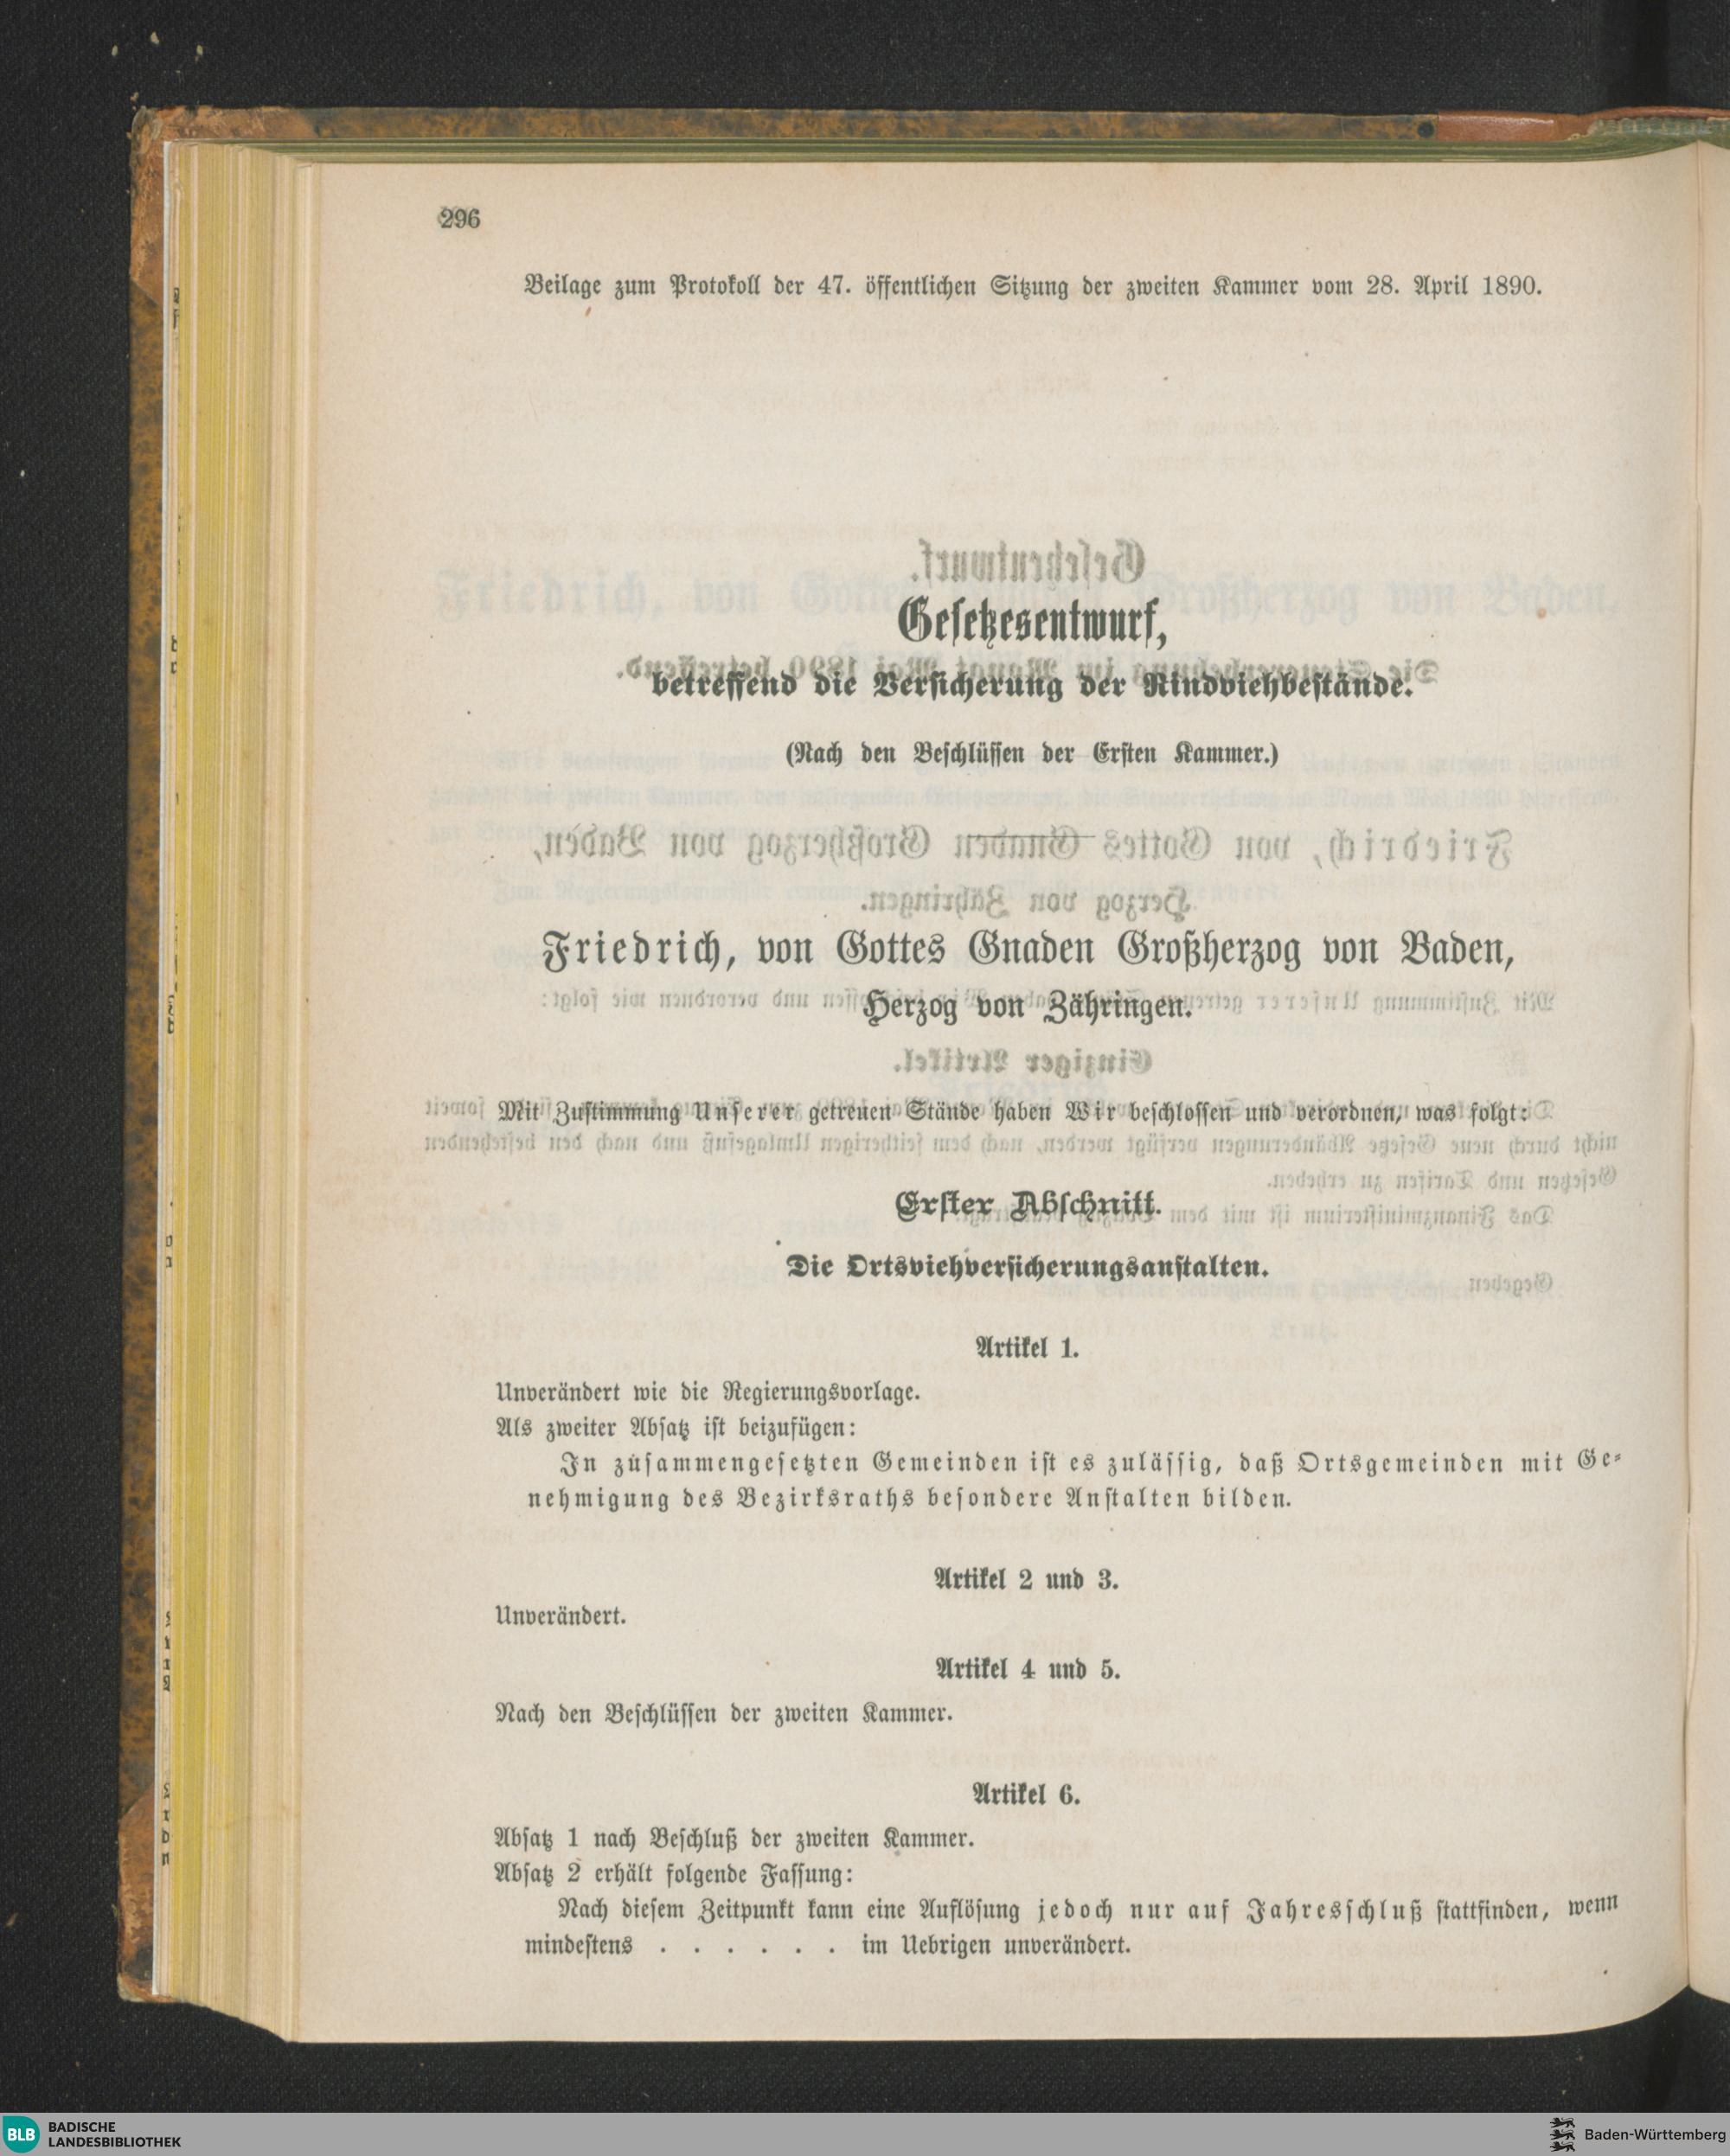 296
Beilage zum Protokoll der 47. öffentlichen Sitzung der zweiten Kammer vom 28. April 1890.
Gesetzesentwurf,
betreffend die Versicherung der Rindviehbestände.
(Nach den Beschlüssen der Ersten Kammer.)
Friedrich, von Gottes Gnaden Großherzog von Baden,
Herzog von Zähringen.
Mit Zustimmung Unserer getreuen Stände haben Wir beschlossen und verordnen, was folgt:
Erster Abschnitt.
Die Ortsviehversicherungsanstalten.
Artikel 1.
Unverändert wie die Regierungsvorlage.
Als zweiter Absatz ist beizufügen:
In zusammengesetzten Gemeinden ist es zulässig, daß Ortsgemeinden mit Ge-
nehmigung des Bezirksraths besondere Anstalten bilden.
Artikel 2 und 3.
Unverändert.
Artikel 4 und 5.
Nach den Beschlüssen der zweiten Kammer.
Artikel 6.
Absatz 1 nach Beschluß der zweiten Kammer.
Absatz 2 erhält folgende Fassung:
Nach diesem Zeitpunkt kann eine Auflösung jedoch nur auf Jahresschluß stattfinden, wenn
mindestens . . . . . . im Uebrigen unverändert.
BLB BADISCHE
LANDESBIBLIOTHEK
Baden-Württemberg